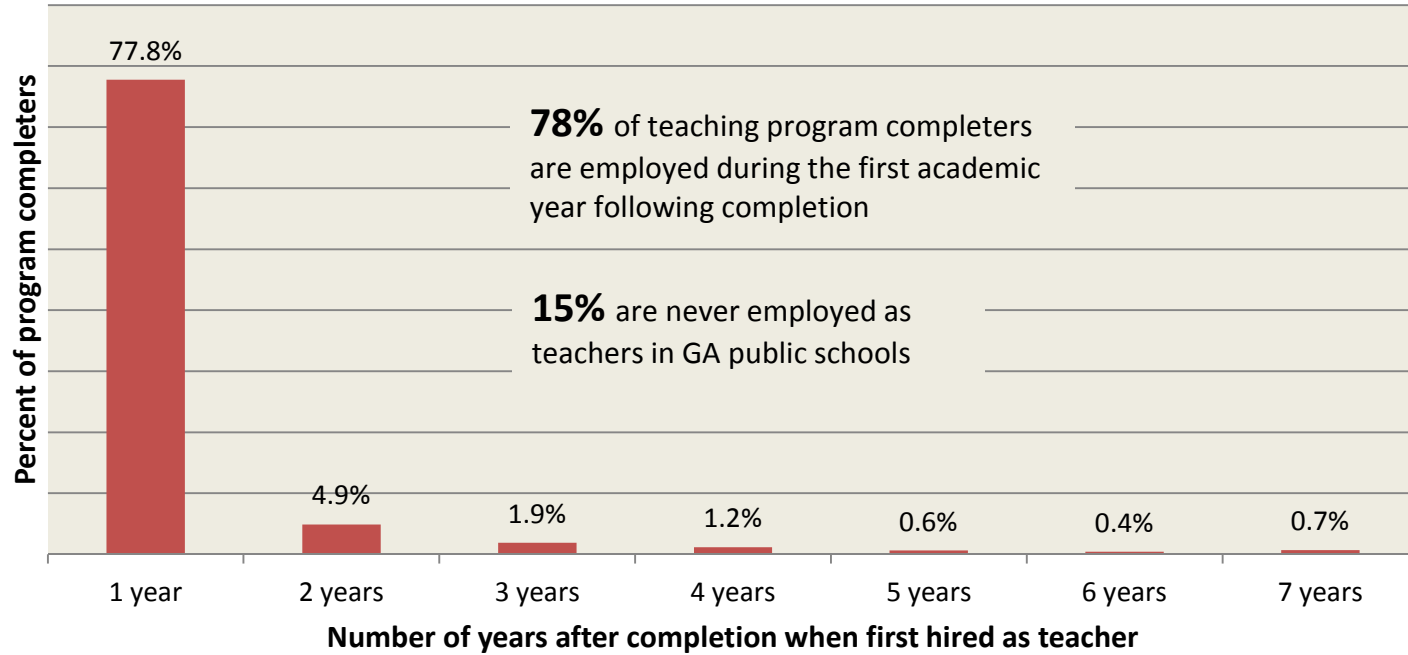 77.8%
78% of teaching program completers
are employed during the first academic
year following completion
15% are never employed as
teachers in GA public schools
4.9%
1.9%
1.2%
0.6%
0.4%
0.7%
Percent of program completers
1 year
2 years
3 years
4 years
5 years
6 years
7 years
Number of years after completion when first hired as teacher